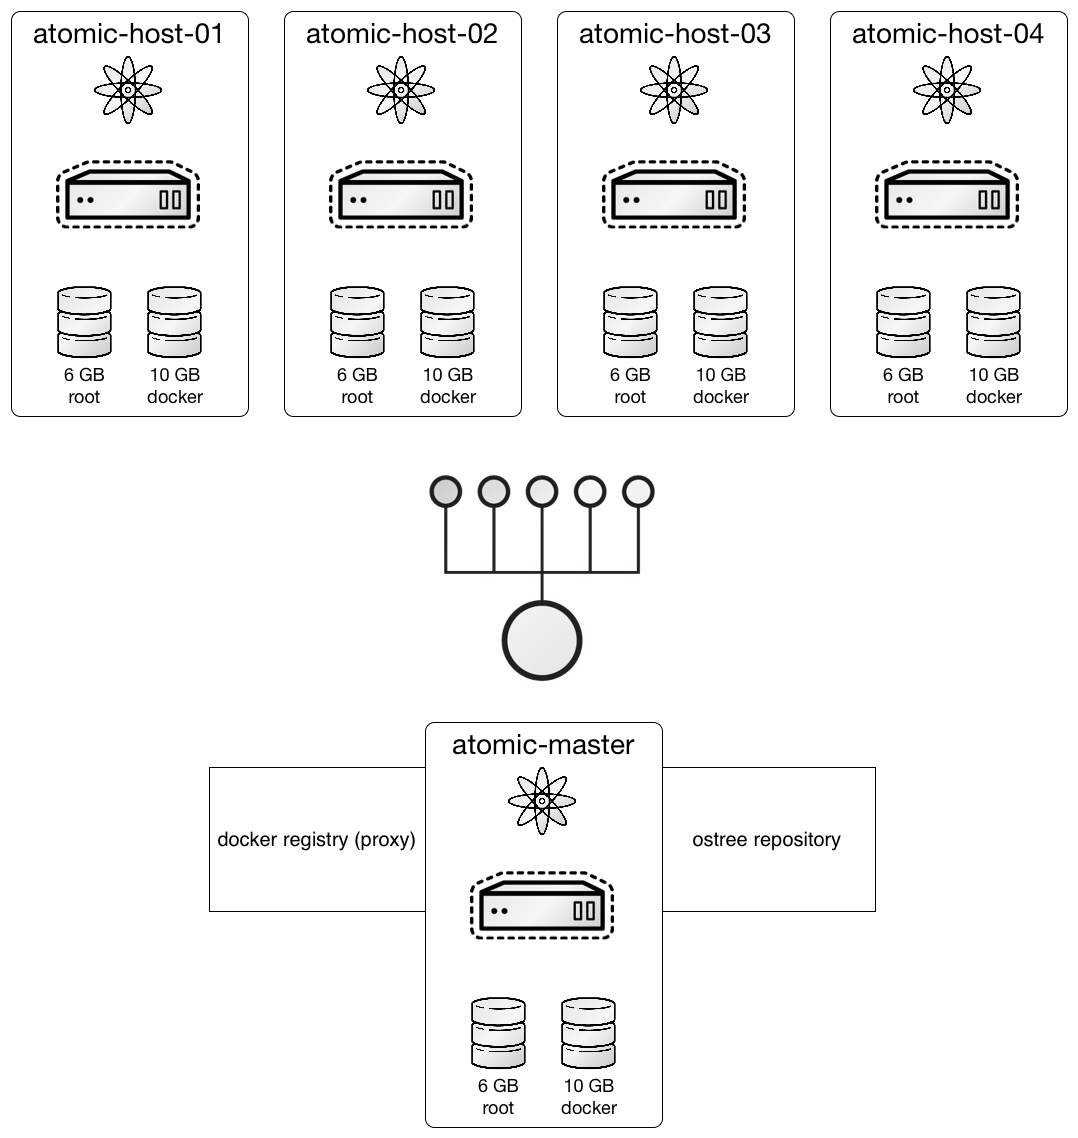 atomic-host-01
6 GB
root
10 GB
docker
atomic-host-02
6 GB
root
10 GB
docker
atomic-host-03
6 GB
root
10 GB
docker
atomic-host-04
6 GB
root
10 GB
docker
atomic-master
docker registry (proxy)
ostree repository
6 GB
root
10 GB
docker